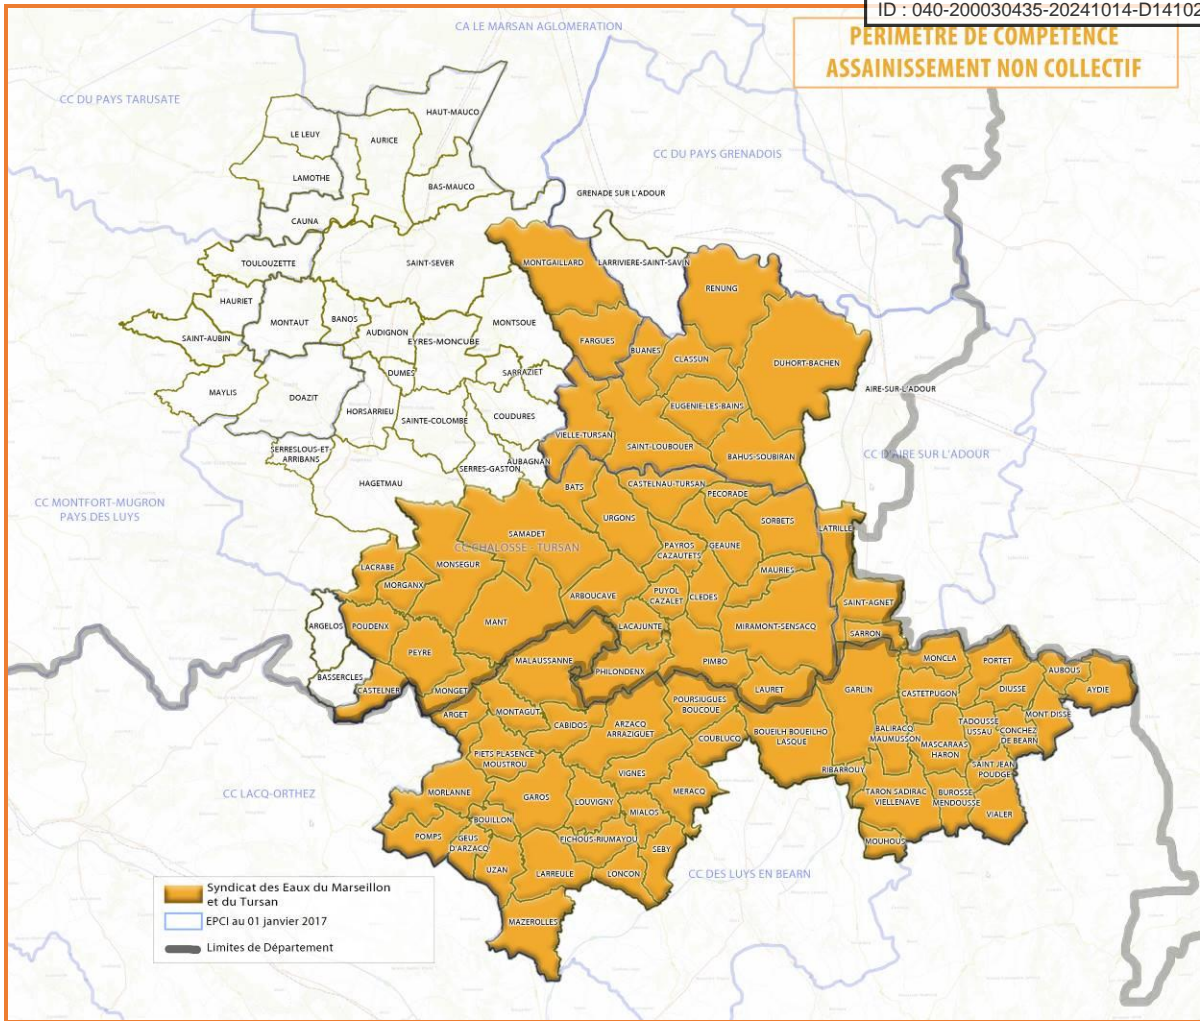 ID : 040-200030435-20241014-D14102
PERIMETRE DE COMPETENCE
ASSAINISSEMENT NON COLLECTIF
CA LE MARSAN AGLOMERATION
CC DU PAYS TARUSATE
HAUT-MAUCO
LE LEUY
AURICE
CC DU PAYS GRENADOIS
LAMOTHE
BAS-MAUCO
GRENADE SUR L'ADOUR
CAUNA
TOULOUZETTE
SAINT-SEVER
MONTGAILLARD
LARRIVIERE-SAINT-SAVIN
RENUNG
HAURIET
MONTAUT
BANOS
AUDIGNON
MONTSOUE
SAINT-AUBIN
EYRES-MONCUBE
FARGUES
BUANES
CLASSUN
DUHORT-BACHEN
DUMES
SARRAZIET
AIRE-SUR-L'ADOUR
MAYLIS
DOAZIT
HORSARRIEU
SAINTE-COLOMBE
COUDURES
EUGENIE-LES-BAINS
VIELLE-TURSAN
SAINT-LOUBOUER
BAHUS-SOUBIRAN
CC D'AIRE SUR L'ADOUR
SERRESLOUS-ET-
ARRIBANS
AUBAGNAN
SERRES-GASTON
HAGETMAU
BATS
CASTELNAU-TURSAN
PECORADE
CC MONTFORT-MUGRON
PAYS DES LUYS
URGONS
SORBETS
LATRILLE
SAMADET
CC CHALOSSE - TURSAN
PAYROS
CAZAUTETS
GEAUNE
LACRABE
MONSEGUR
MAURIES
MORGANX
ARBOUCAVE
PUYOL
CAZALET
CLEDES
SAINT-AGNET
ARGELOS
POUDENX
MANT
LACAJUNTE
MIRAMONT-SENSACQ
SARRON
PEYRE
MALAUSSANNE
PHILONDENX
PIMBO
MONCLA
PORTET
AUBOUS
BASSERCLES
CASTELNER
MONGET
LAURET
GARLIN
CASTETPUGON
DIUSSE
AYDIE
ARGET
MONTAGUT
CABIDOS
ARZACQ
ARRAZIGUET
POURSIUGUES
BOUCOUE
COUBLUCQ
BOUEILH BOUEILHO
LASQUE
BALIRACQ
MAUMUSSON
TADOUSSE
USSAU
MONT DISSE
CONCHEZ
DE BEARN
MASCARAAS
HARON
PIETS PLASENCE
MOUSTROU
VIGNES
RIBARROUY
SAINT JEAN
POUDGE
CC LACQ-ORTHEZ
MORLANNE
GAROS
LOUVIGNY
MERACQ
TARON SADIRAC
VIELLENAVE
BUROSSE
MENDOUSSE
VIALER
BOUILLON
MIALOS
POMPS
GEUS
D'ARZACQ
FICHOUS-RIUMAYOU
SEBY
MOUHOUS
UZAN
LARREULE
LONCON
CC DES LUYS EN BEARN
MAZEROLLES
Syndicat des Eaux du Marseillon
et du Tursan
EPCI au 01 janvier 2017
Limites de Département